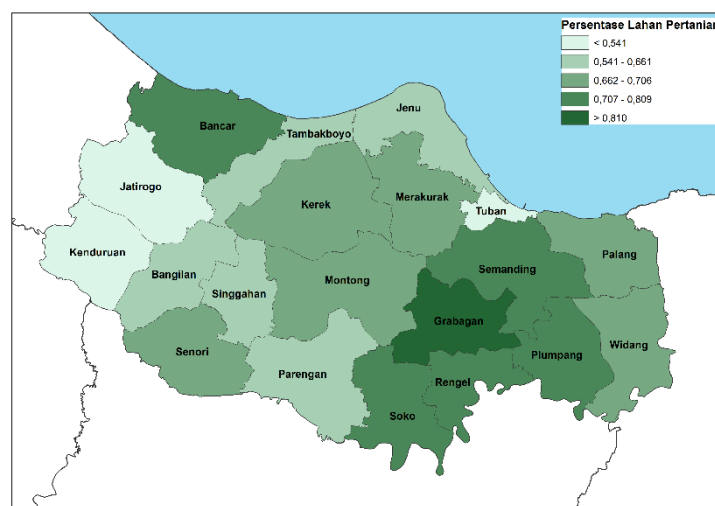 Persentase Lahan Pertanian
< 0,541
0,541 - 0,661
0,662 - 0,706
0,707 - 0,809
> 0,810
Jenu
Bancar
Tambakboyo
Jatirogo
Kerek
Merakurak
Tuban
Kenduruan
Palang
Bangilan
Semanding
Montong
Singgahan
Grabagan
Widang
Senori
Plumpang
Parengan
Rengel
Soko